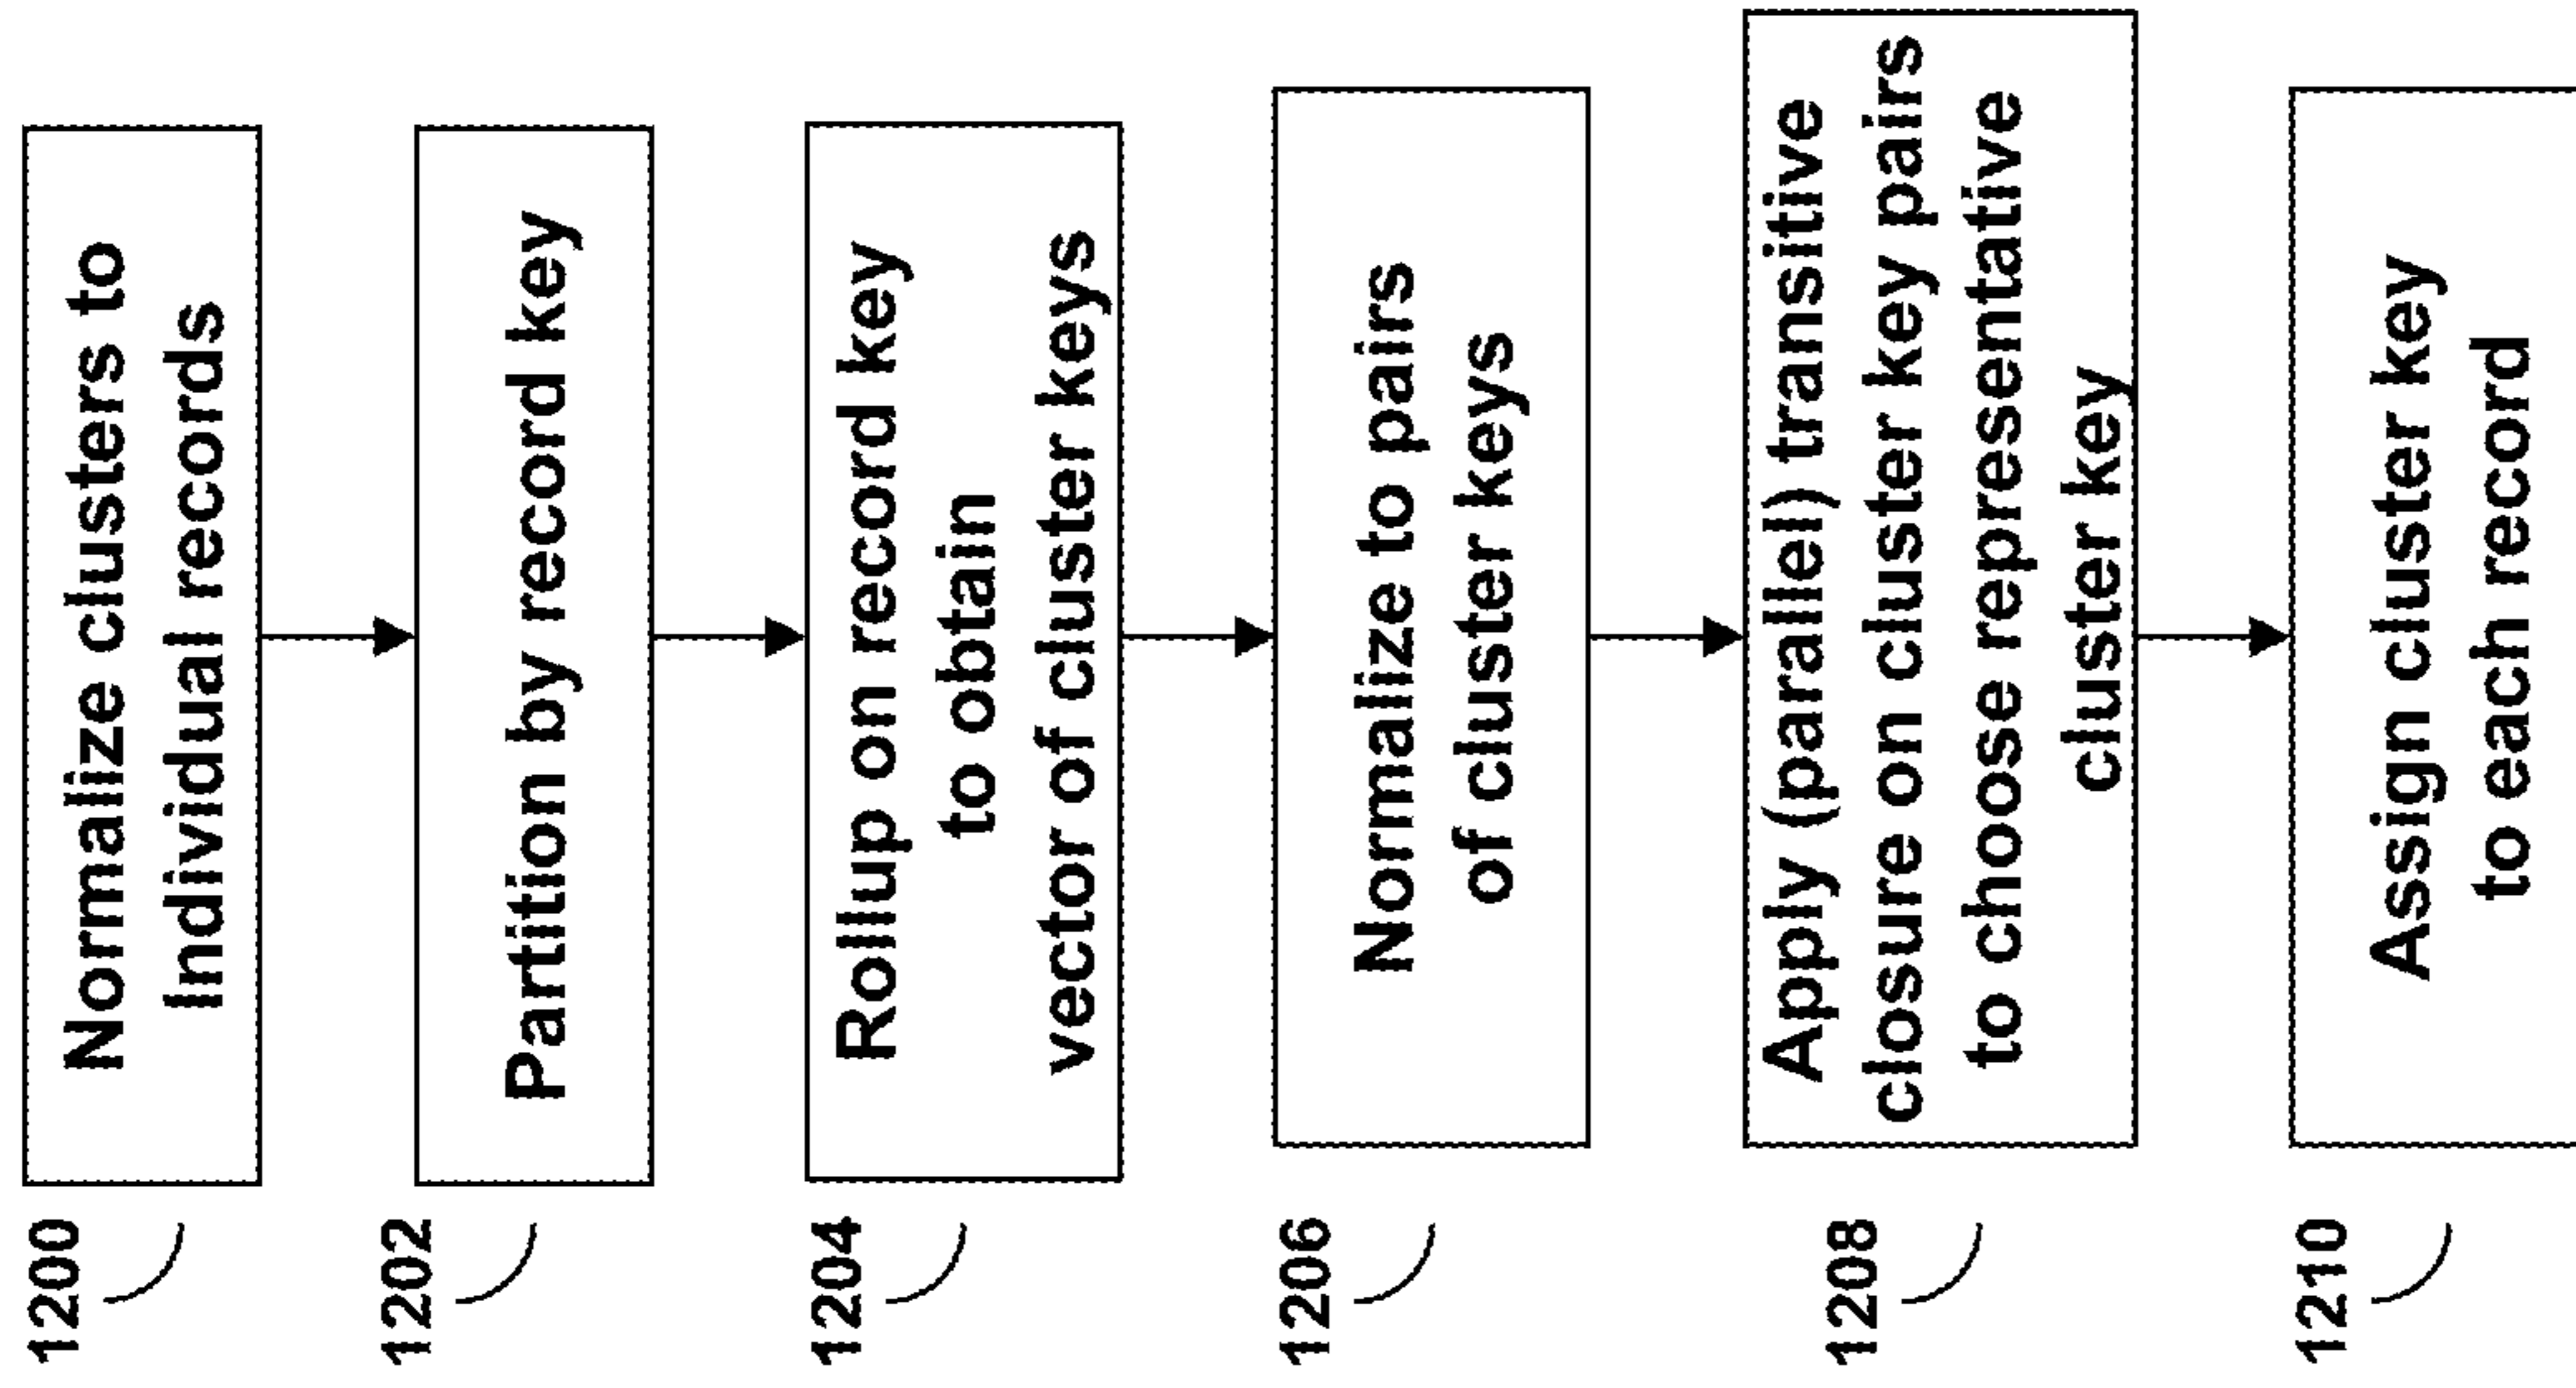 1200
Normalize clusters to
Individual records
1202
Partition by record key
1204
Rollup on record key
to obtain
vector of cluster keys
1206
Normalize to pairs
of cluster keys
1208
Apply (parallel) transitive
closure on cluster key pairs
to choose representative
cluster key
1210
Assign cluster key
to each record